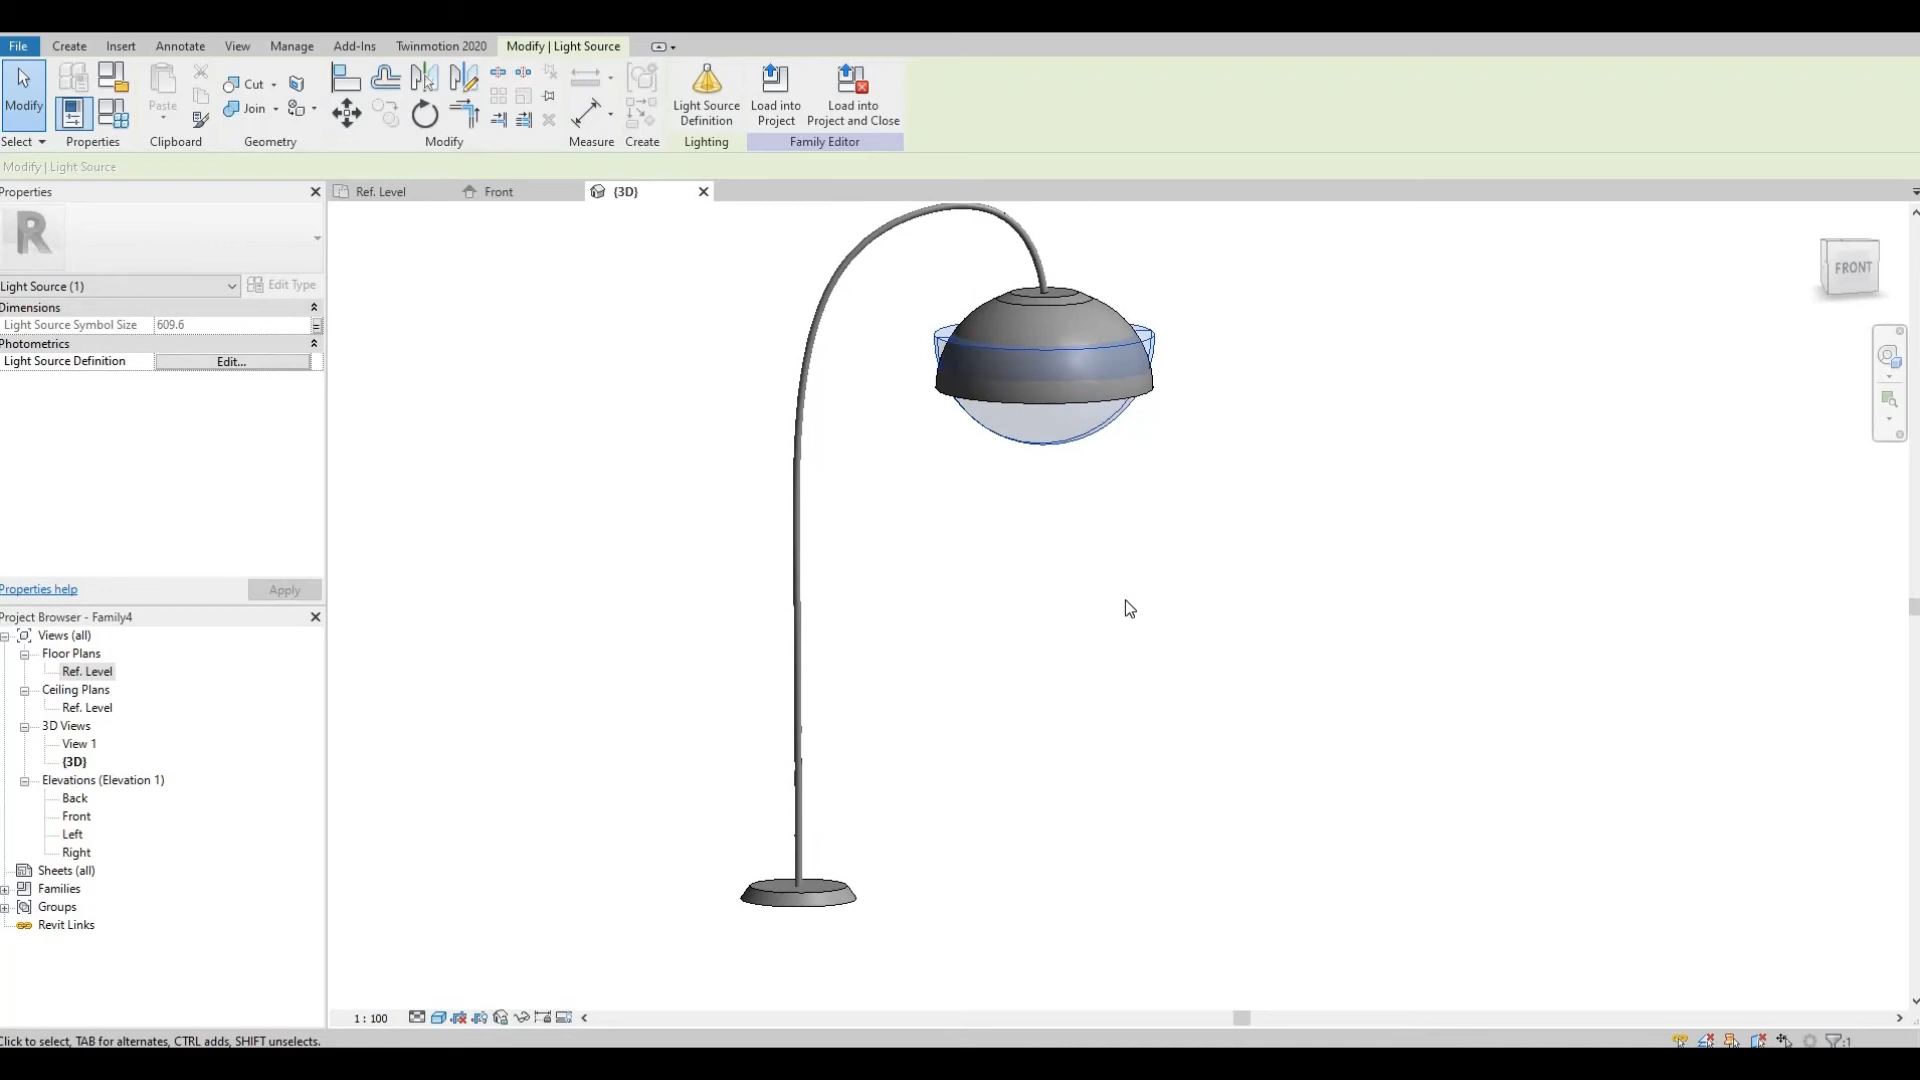 File Create Insert Annotate View Manage Add-Ins Twinmotion 2020 Modify | Light Source
Modify Paste Cut Join Light Source Definition Load into Project Load into Project and Close
Select Properties Clipboard Geometry Modify Measure Create Lighting Family Editor
Modify | Light Source
Properties Ref. Level Front {3D}
R
FRONT
Light Source (1) Edit Type
Dimensions
Light Source Symbol Size 609.6
Photometrics
Light Source Definition Edit...
Properties help Apply
Project Browser - Family4
Views (all)
Floor Plans
Ref. Level
Ceiling Plans
Ref. Level
3D Views
View 1
{3D}
Elevations (Elevation 1)
Back
Front
Left
Right
Sheets (all)
Families
Groups
Revit Links
1 : 100
Click to select, TAB for alternates, CTRL adds, SHIFT unselects. :1